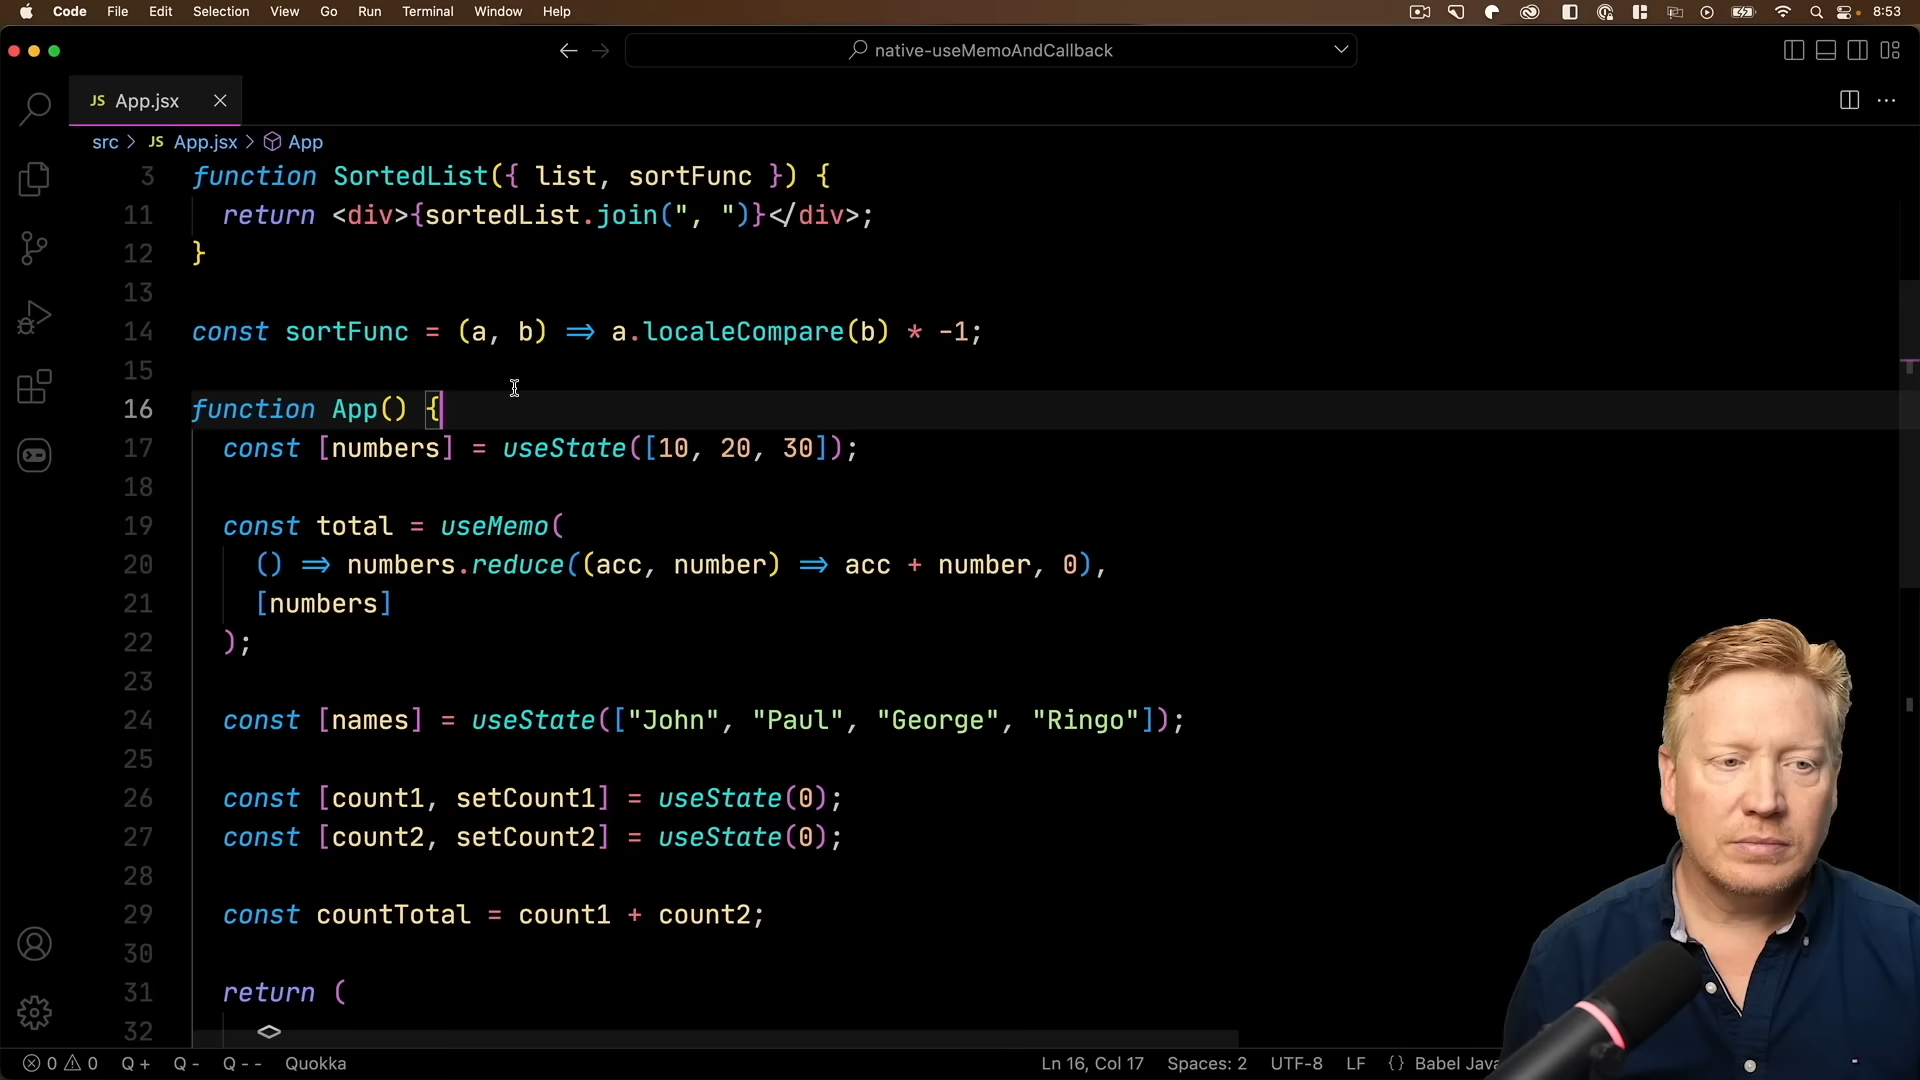 Code File Edit Selection View Go Run Terminal Window Help 8:53
native-useMemoAndCallback
JS App.jsx
src > JS App.jsx > App
3 function SortedList({ list, sortFunc }) {
11 return <div>{sortedList.join(", ")}</div>;
12 }
13
14 const sortFunc = (a, b) => a.localeCompare(b) * -1;
15
16 function App() {
17 const [numbers] = useState([10, 20, 30]);
18
19 const total = useMemo(
20 () => numbers.reduce((acc, number) => acc + number, 0),
21 [numbers]
22 );
23
24 const [names] = useState(["John", "Paul", "George", "Ringo"]);
25
26 const [count1, setCount1] = useState(0);
27 const [count2, setCount2] = useState(0);
28
29 const countTotal = count1 + count2;
30
31 return (
32 <>
0 0 Q + Q - Q - - Quokka Ln 16, Col 17 Spaces: 2 UTF-8 LF {} Babel Java